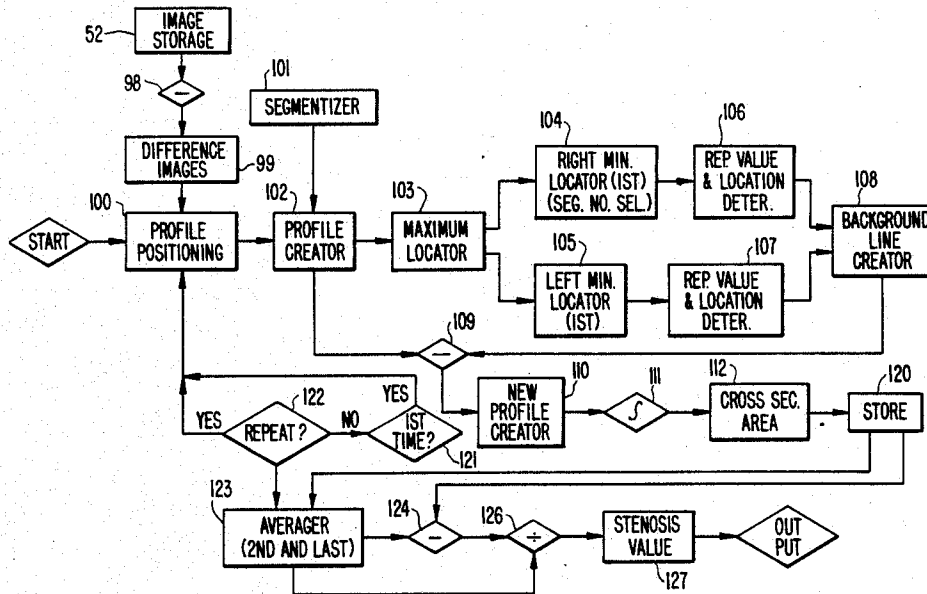 IMAGE
STORAGE
52
98
—
101
SEGMENTIZER
DIFFERENCE
IMAGES
99
104
RIGHT MIN.
LOCATOR (IST)
(SEG. NO. SEL.)
106
REP VALUE
& LOCATION
DETER.
108
BACKGROUND
LINE
CREATOR
START
100
PROFILE
POSITIONING
102
PROFILE
CREATOR
103
MAXIMUM
LOCATOR
105
LEFT MIN.
LOCATOR
(IST)
107
REP. VALUE
& LOCATION
DETER.
109
—
110
NEW
PROFILE
CREATOR
111
∫
112
CROSS SEC.
AREA
120
STORE
YES
122
REPEAT?
NO
YES
IST
TIME?
121
123
AVERAGER
(2ND AND LAST)
124
—
126
÷
STENOSIS
VALUE
127
OUT
PUT